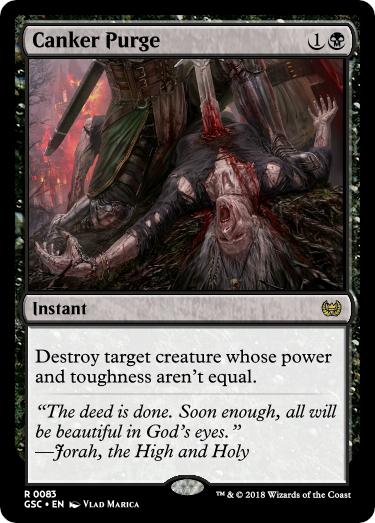 Canker Purge
1
Instant
Destroy target creature whose power
and toughness aren't equal.
“The deed is done. Soon enough, all will
be beautiful in God's eyes.”
—Jorah, the High and Holy
R 0083
GSC • EN Vlad Marica
™ & © 2018 Wizards of the Coast